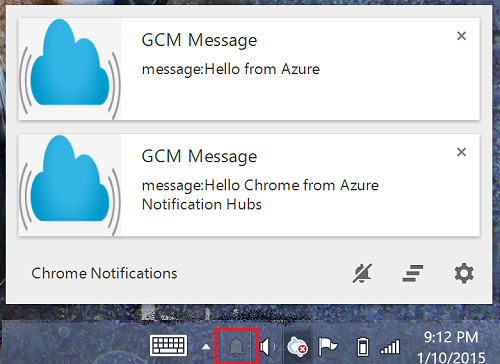 GCM Message
message:Hello from Azure
GCM Message
message:Hello Chrome from Azure
Notification Hubs
Chrome Notifications
9:12 PM
1/10/2015